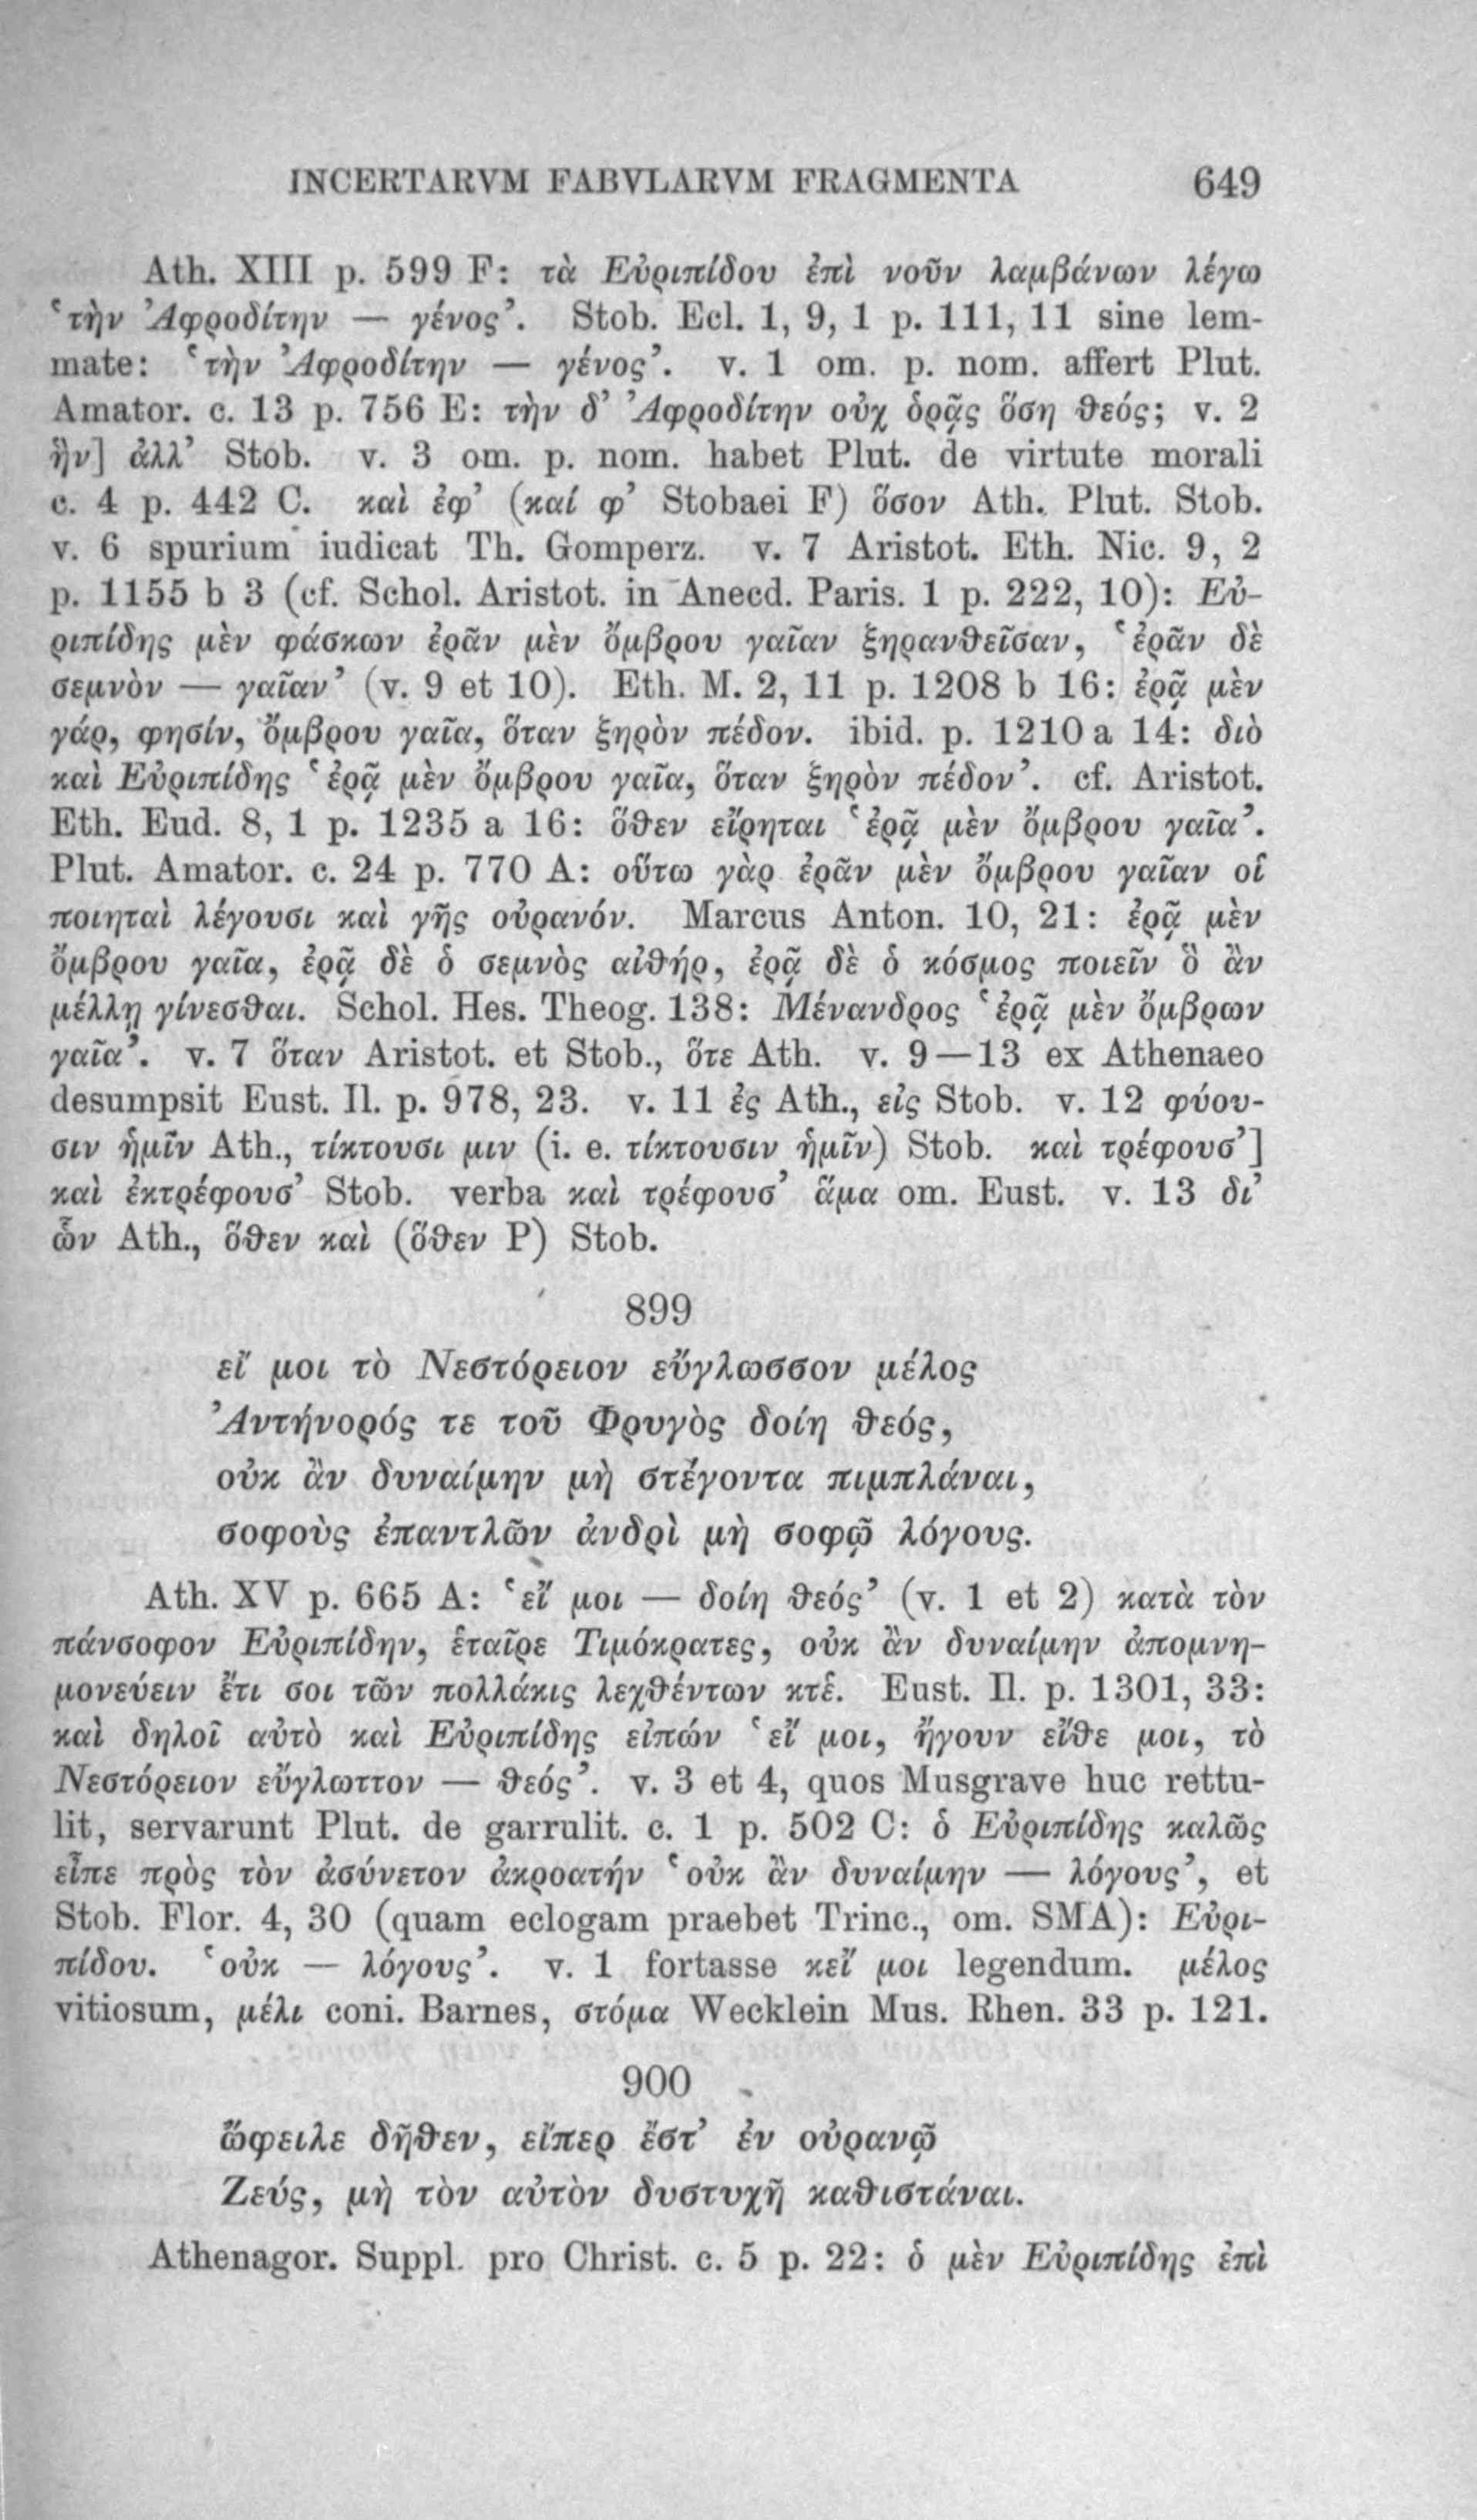 INCERTARVM FABVLARVM FRAGMENTA 649
Ath. XIII p. 599 F: τὰ Εὐριπίδου ἐπὶ νοῦν λαμβάνων λέγω
‘τὴν Ἀφροδίτην — γένος’. Stob. Ecl. 1, 9, 1 p. 111, 11 sine lem-
mate: ‘τὴν Ἀφροδίτην — γένος’. v. 1 om. p. nom. affert Plut.
Amator. c. 13 p. 756 E: τὴν δ’ Ἀφροδίτην οὐχ ὁρᾷς ὅση θεός; v. 2
ἣν] ἀλλ’ Stob. v. 3 om. p. nom. habet Plut. de virtute morali
c. 4 p. 442 C. καὶ ἐφ’ (καί φ’ Stobaei F) ὅσον Ath. Plut. Stob.
v. 6 spurium iudicat Th. Gomperz. v. 7 Aristot. Eth. Nic. 9, 2
p. 1155 b 3 (cf. Schol. Aristot. in Anecd. Paris. 1 p. 222, 10): Εὐ-
ριπίδης μὲν φάσκων ἐρᾶν μὲν ὄμβρου γαῖαν ξηρανθεῖσαν, ‘ἐρᾶν δὲ
σεμνὸν — γαῖαν’ (v. 9 et 10). Eth. M. 2, 11 p. 1208 b 16: ἐρᾷ μὲν
γάρ, φησίν, ὄμβρου γαῖα, ὅταν ξηρὸν πέδον. ibid. p. 1210 a 14: διὸ
καὶ Εὐριπίδης ‘ἐρᾷ μὲν ὄμβρου γαῖα, ὅταν ξηρὸν πέδον’. cf. Aristot.
Eth. Eud. 8, 1 p. 1235 a 16: ὅθεν εἴρηται ‘ἐρᾷ μὲν ὄμβρου γαῖα’.
Plut. Amator. c. 24 p. 770 A: οὕτω γὰρ ἐρᾶν μὲν ὄμβρου γαῖαν οἱ
ποιηταὶ λέγουσι καὶ γῆς οὐρανόν. Marcus Anton. 10, 21: ἐρᾷ μὲν
ὄμβρου γαῖα, ἐρᾷ δὲ ὁ σεμνὸς αἰθήρ, ἐρᾷ δὲ ὁ κόσμος ποιεῖν ὃ ἂν
μέλλῃ γίνεσθαι. Schol. Hes. Theog. 138: Μένανδρος ‘ἐρᾷ μὲν ὄμβρων
γαῖα’. v. 7 ὅταν Aristot. et Stob., ὅτε Ath. v. 9—13 ex Athenaeo
desumpsit Eust. Il. p. 978, 23. v. 11 ἐς Ath., εἰς Stob. v. 12 φύου-
σιν ἡμῖν Ath., τίκτουσι μιν (i. e. τίκτουσιν ἡμῖν) Stob. καὶ τρέφουσ’]
καὶ ἐκτρέφουσ’ Stob. verba καὶ τρέφουσ’ ἅμα om. Eust. v. 13 δι’
ὧν Ath., ὅθεν καὶ (ὅθεν P) Stob.
899
εἴ μοι τὸ Νεστόρειον εὔγλωσσον μέλος
Ἀντήνορός τε τοῦ Φρυγὸς δοίη θεός,
οὐκ ἂν δυναίμην μὴ στέγοντα πιμπλάναι,
σοφοὺς ἐπαντλῶν ἀνδρὶ μὴ σοφῷ λόγους.
Ath. XV p. 665 A: ‘εἴ μοι — δοίη θεός’ (v. 1 et 2) κατὰ τὸν
πάνσοφον Εὐριπίδην, ἑταῖρε Τιμόκρατες, οὐκ ἂν δυναίμην ἀπομνη-
μονεύειν ἔτι σοι τῶν πολλάκις λεχθέντων κτἑ. Eust. Il. p. 1301, 33:
καὶ δηλοῖ αὐτὸ καὶ Εὐριπίδης εἰπών ‘εἴ μοι, ἤγουν εἴθε μοι, τὸ
Νεστόρειον εὔγλωττον — θεός’. v. 3 et 4, quos Musgrave huc rettu-
lit, servarunt Plut. de garrulit. c. 1 p. 502 C: ὁ Εὐριπίδης καλῶς
εἶπε πρὸς τὸν ἀσύνετον ἀκροατήν ‘οὐκ ἂν δυναίμην — λόγους’, et
Stob. Flor. 4, 30 (quam eclogam praebet Trinc., om. SMA): Εὐρι-
πίδου. ‘οὐκ — λόγους’. v. 1 fortasse κεἴ μοι legendum. μέλος
vitiosum, μέλι coni. Barnes, στόμα Wecklein Mus. Rhen. 33 p. 121.
900
ὤφειλε δῆθεν, εἴπερ ἔστ’ ἐν οὐρανῷ
Ζεύς, μὴ τὸν αὐτὸν δυστυχῆ καθιστάναι.
Athenagor. Suppl. pro Christ. c. 5 p. 22: ὁ μὲν Εὐριπίδης ἐπὶ